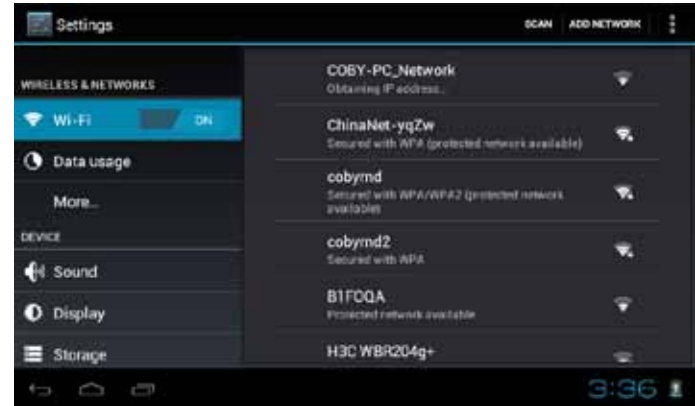 Settings
SCAN
ADD NETWORK
WIRELESS & NETWORKS
Wi-Fi
ON
Data usage
More...
DEVICE
Sound
Display
Storage
COBY-PC_Network
Obtaining IP address...
ChinaNet-yqZw
Secured with WPA (protected network available)
cobymd
Secured with WPA/WPA2 (protected network
available)
cobymd2
Secured with WPA
B1FOQA
Protected network available
H3C WBR204g+
3:36